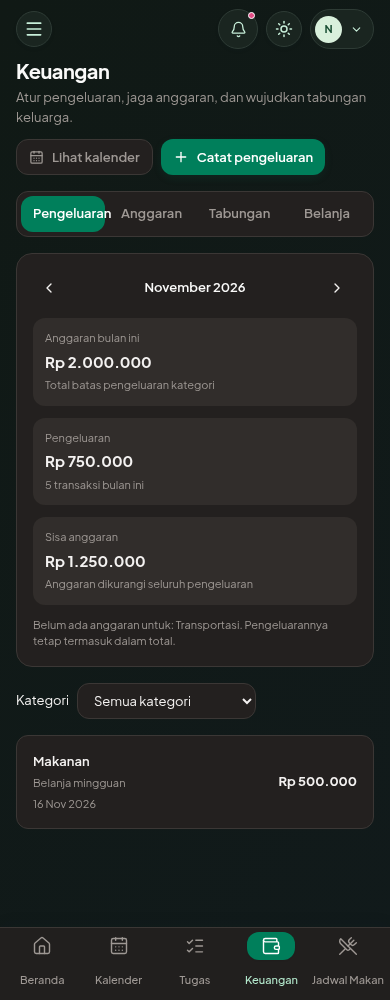 N
Keuangan
Atur pengeluaran, jaga anggaran, dan wujudkan tabungan
keluarga.
Lihat kalender
Catat pengeluaran
Pengeluaran
Anggaran
Tabungan
Belanja
November 2026
Anggaran bulan ini
Rp 2.000.000
Total batas pengeluaran kategori
Pengeluaran
Rp 750.000
5 transaksi bulan ini
Sisa anggaran
Rp 1.250.000
Anggaran dikurangi seluruh pengeluaran
Belum ada anggaran untuk: Transportasi. Pengeluarannya
tetap termasuk dalam total.
Kategori
Semua kategori
Makanan
Belanja mingguan
Rp 500.000
16 Nov 2026
Beranda
Kalender
Tugas
Keuangan
Jadwal Makan